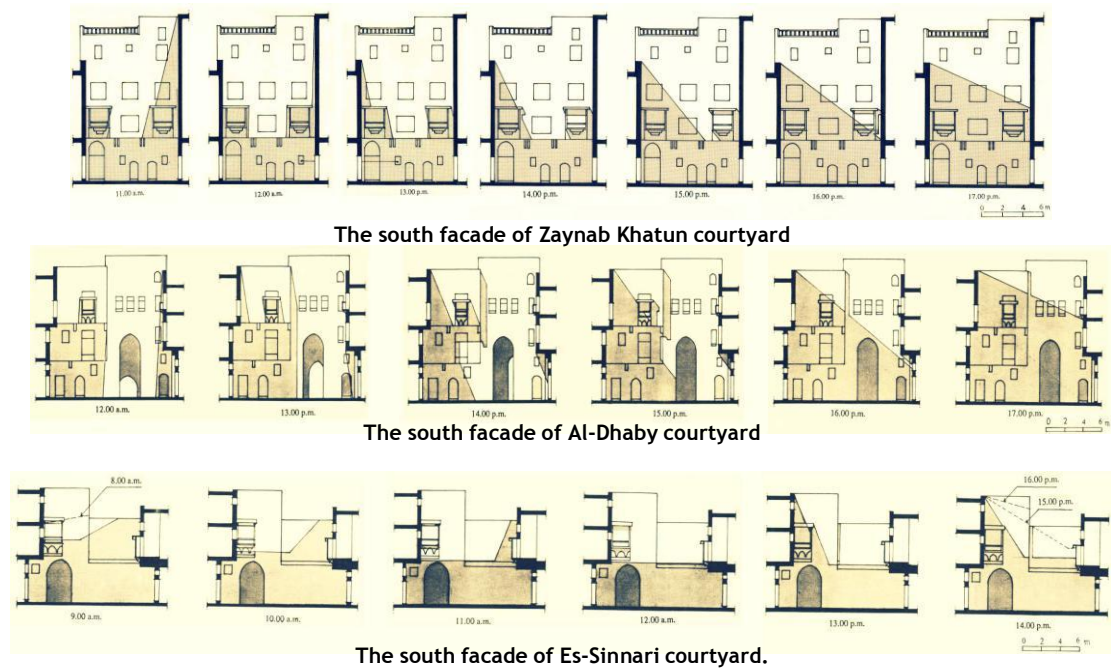 11.00 a.m. 12.00 a.m. 13.00 p.m. 14.00 p.m. 15.00 p.m. 16.00 p.m. 17.00 p.m.
0 2 4 6 m
The south facade of Zaynab Khatun courtyard
12.00 a.m. 13.00 p.m. 14.00 p.m. 15.00 p.m. 16.00 p.m. 17.00 p.m.
0 2 4 6 m
The south facade of Al-Dhaby courtyard
8.00 a.m. 16.00 p.m.
15.00 p.m.
9.00 a.m. 10.00 a.m. 11.00 a.m. 12.00 a.m. 13.00 p.m. 14.00 p.m.
0 2 4 6 m
The south facade of Es-Sinnari courtyard.